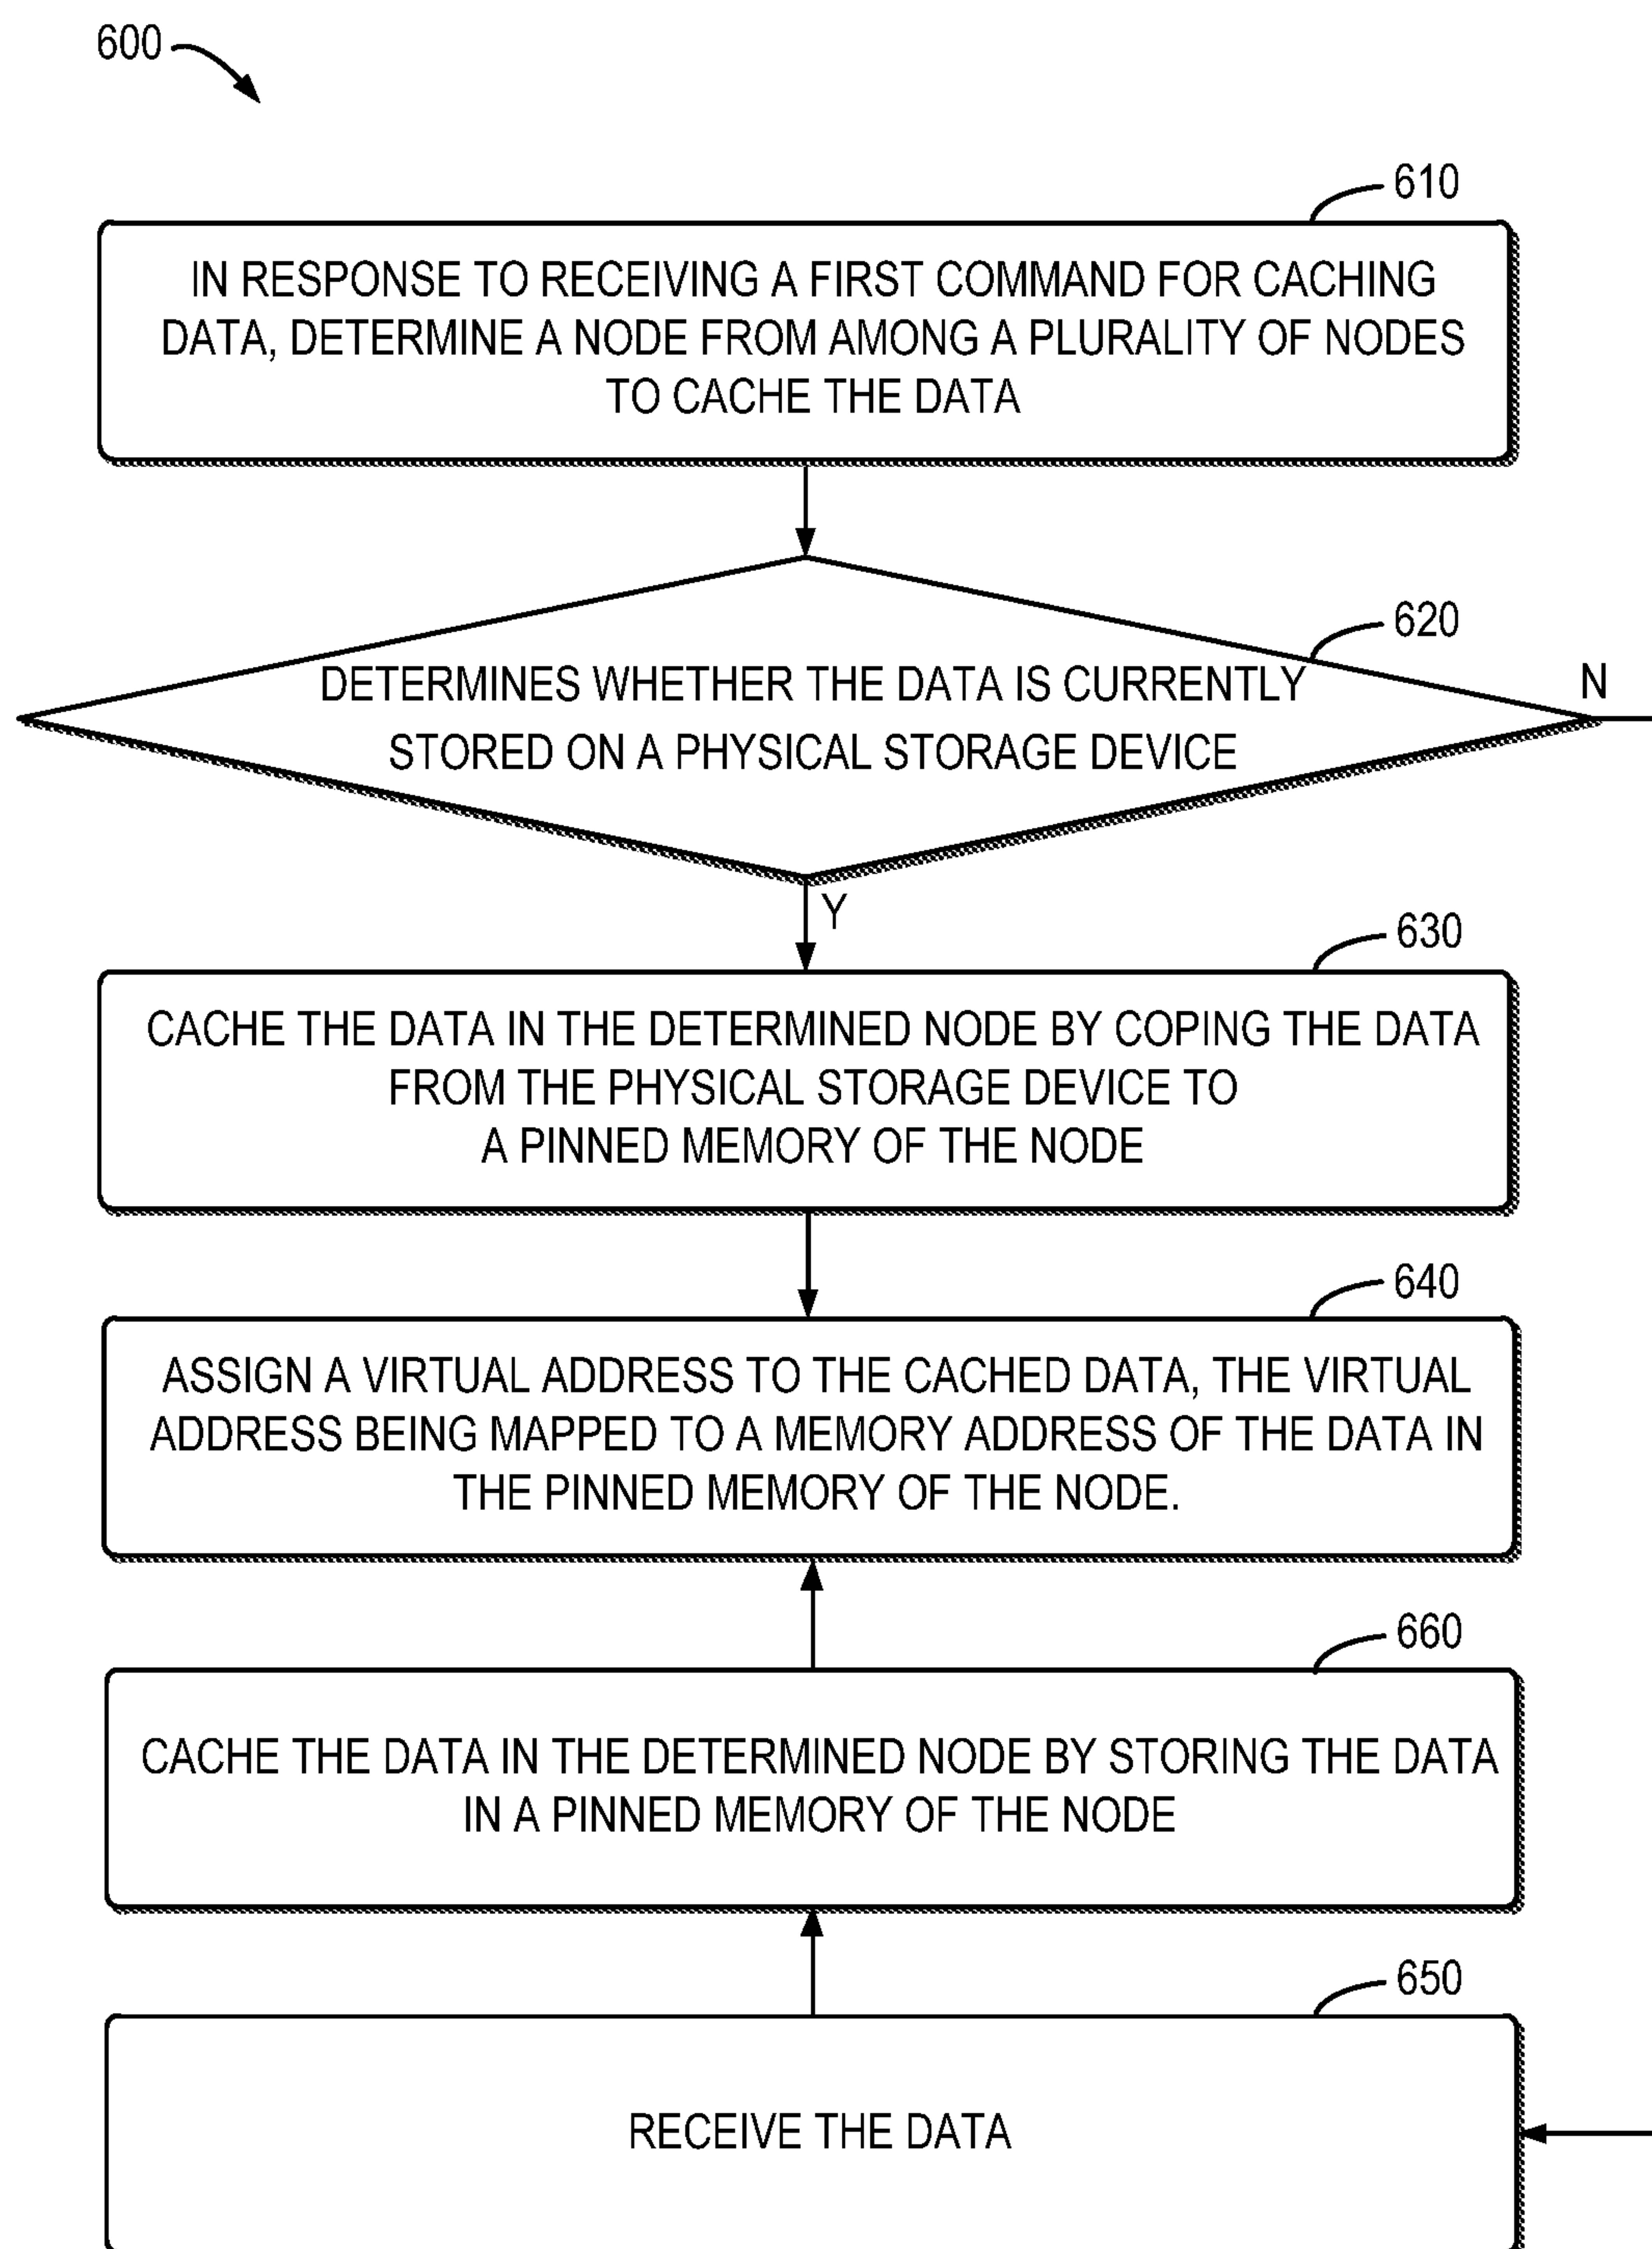 600
610
IN RESPONSE TO RECEIVING A FIRST COMMAND FOR CACHING
DATA, DETERMINE A NODE FROM AMONG A PLURALITY OF NODES
TO CACHE THE DATA
620
N
DETERMINES WHETHER THE DATA IS CURRENTLY
STORED ON A PHYSICAL STORAGE DEVICE
Y
630
CACHE THE DATA IN THE DETERMINED NODE BY COPING THE DATA
FROM THE PHYSICAL STORAGE DEVICE TO
A PINNED MEMORY OF THE NODE
640
ASSIGN A VIRTUAL ADDRESS TO THE CACHED DATA, THE VIRTUAL
ADDRESS BEING MAPPED TO A MEMORY ADDRESS OF THE DATA IN
THE PINNED MEMORY OF THE NODE.
660
CACHE THE DATA IN THE DETERMINED NODE BY STORING THE DATA
IN A PINNED MEMORY OF THE NODE
650
RECEIVE THE DATA